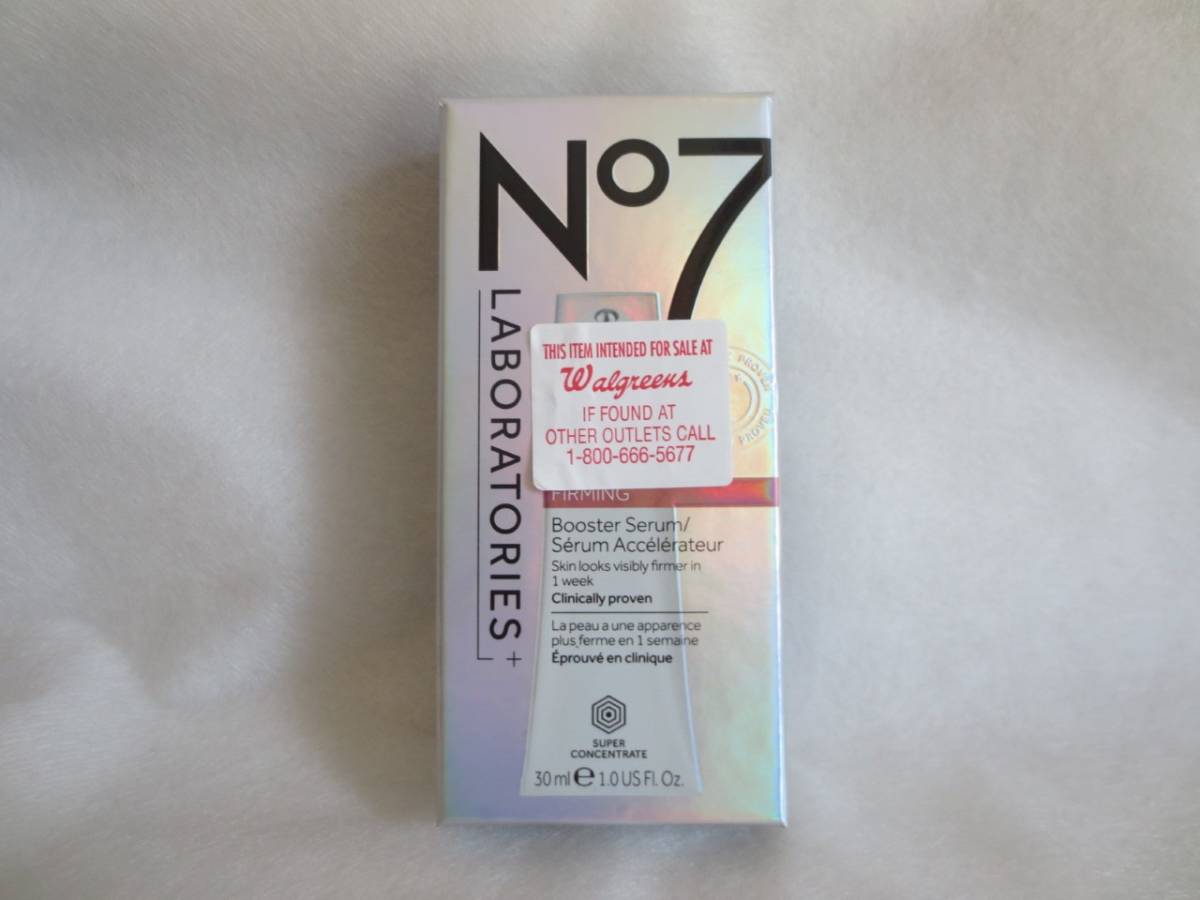 No7
LABORATORIES
THIS ITEM INTENDED FOR SALE AT
Walgreens
IF FOUND AT
OTHER OUTLETS CALL
1-800-666-5677
PROVEN
PROVEN
FIRMING
Booster Serum/
Sérum Accélérateur
Skin looks visibly firmer in
1 week
Clinically proven
La peau a une apparence
plus ferme en 1 semaine
Éprouvé en clinique
SUPER
CONCENTRATE
30 ml e 1.0 US Fl. Oz.